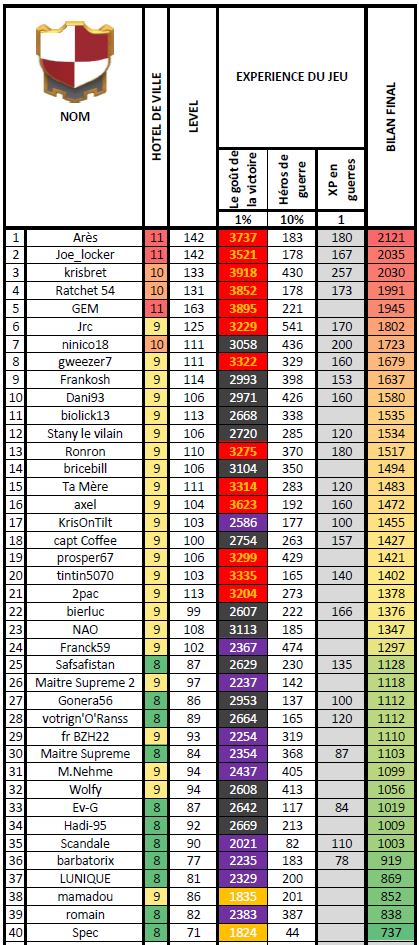 NOM HOTEL DE VILLE LEVEL EXPERIENCE DU JEU BILAN FINAL
Le goût de la victoire Héros de guerre XP en guerres
1% 10% 1
1 Arès 11 142 3737 183 180 2121
2 Joe_locker 11 142 3521 178 167 2035
3 krisbret 10 133 3918 430 257 2030
4 Ratchet 54 10 131 3852 178 173 1991
5 GEM 11 163 3895 221 1945
6 Jrc 9 125 3229 541 170 1802
7 ninico18 10 111 3058 436 200 1723
8 gweezer7 9 111 3322 329 160 1679
9 Frankosh 9 114 2993 398 153 1637
10 Dani93 9 106 2971 426 160 1580
11 biolick13 9 113 2668 338 1535
12 Stany le vilain 9 106 2720 285 120 1534
13 Ronron 9 110 3275 370 180 1517
14 bricebill 9 106 3104 350 1494
15 Ta Mère 9 111 3314 283 120 1483
16 axel 9 104 3623 192 160 1472
17 KrisOnTilt 9 103 2586 177 100 1455
18 capt Coffee 9 100 2754 263 157 1427
19 prosper67 9 106 3299 429 1421
20 tintin5070 9 103 3335 165 140 1402
21 2pac 9 113 3204 273 1378
22 bierluc 9 99 2607 222 166 1376
23 NAO 9 108 3113 185 1347
24 Franck59 9 102 2367 474 1297
25 Safsafistan 8 87 2629 230 135 1128
26 Maitre Supreme 2 9 97 2237 142 1118
27 Gonera56 8 86 2953 137 100 1112
28 votrign'O'Ranss 8 89 2664 165 120 1112
29 fr BZH22 9 93 2254 319 1110
30 Maitre Supreme 8 84 2354 368 87 1103
31 M.Nehme 9 94 2437 405 1099
32 Wolfy 9 94 2608 413 1056
33 Ev-G 8 87 2642 117 84 1019
34 Hadi-95 8 92 2669 213 1009
35 Scandale 8 90 2021 82 110 1003
36 barbatorix 8 77 2235 183 78 919
37 LUNIQUE 8 81 2329 200 869
38 mamadou 9 86 1835 201 852
39 romain 8 82 2383 387 838
40 Spec 8 71 1824 44 737